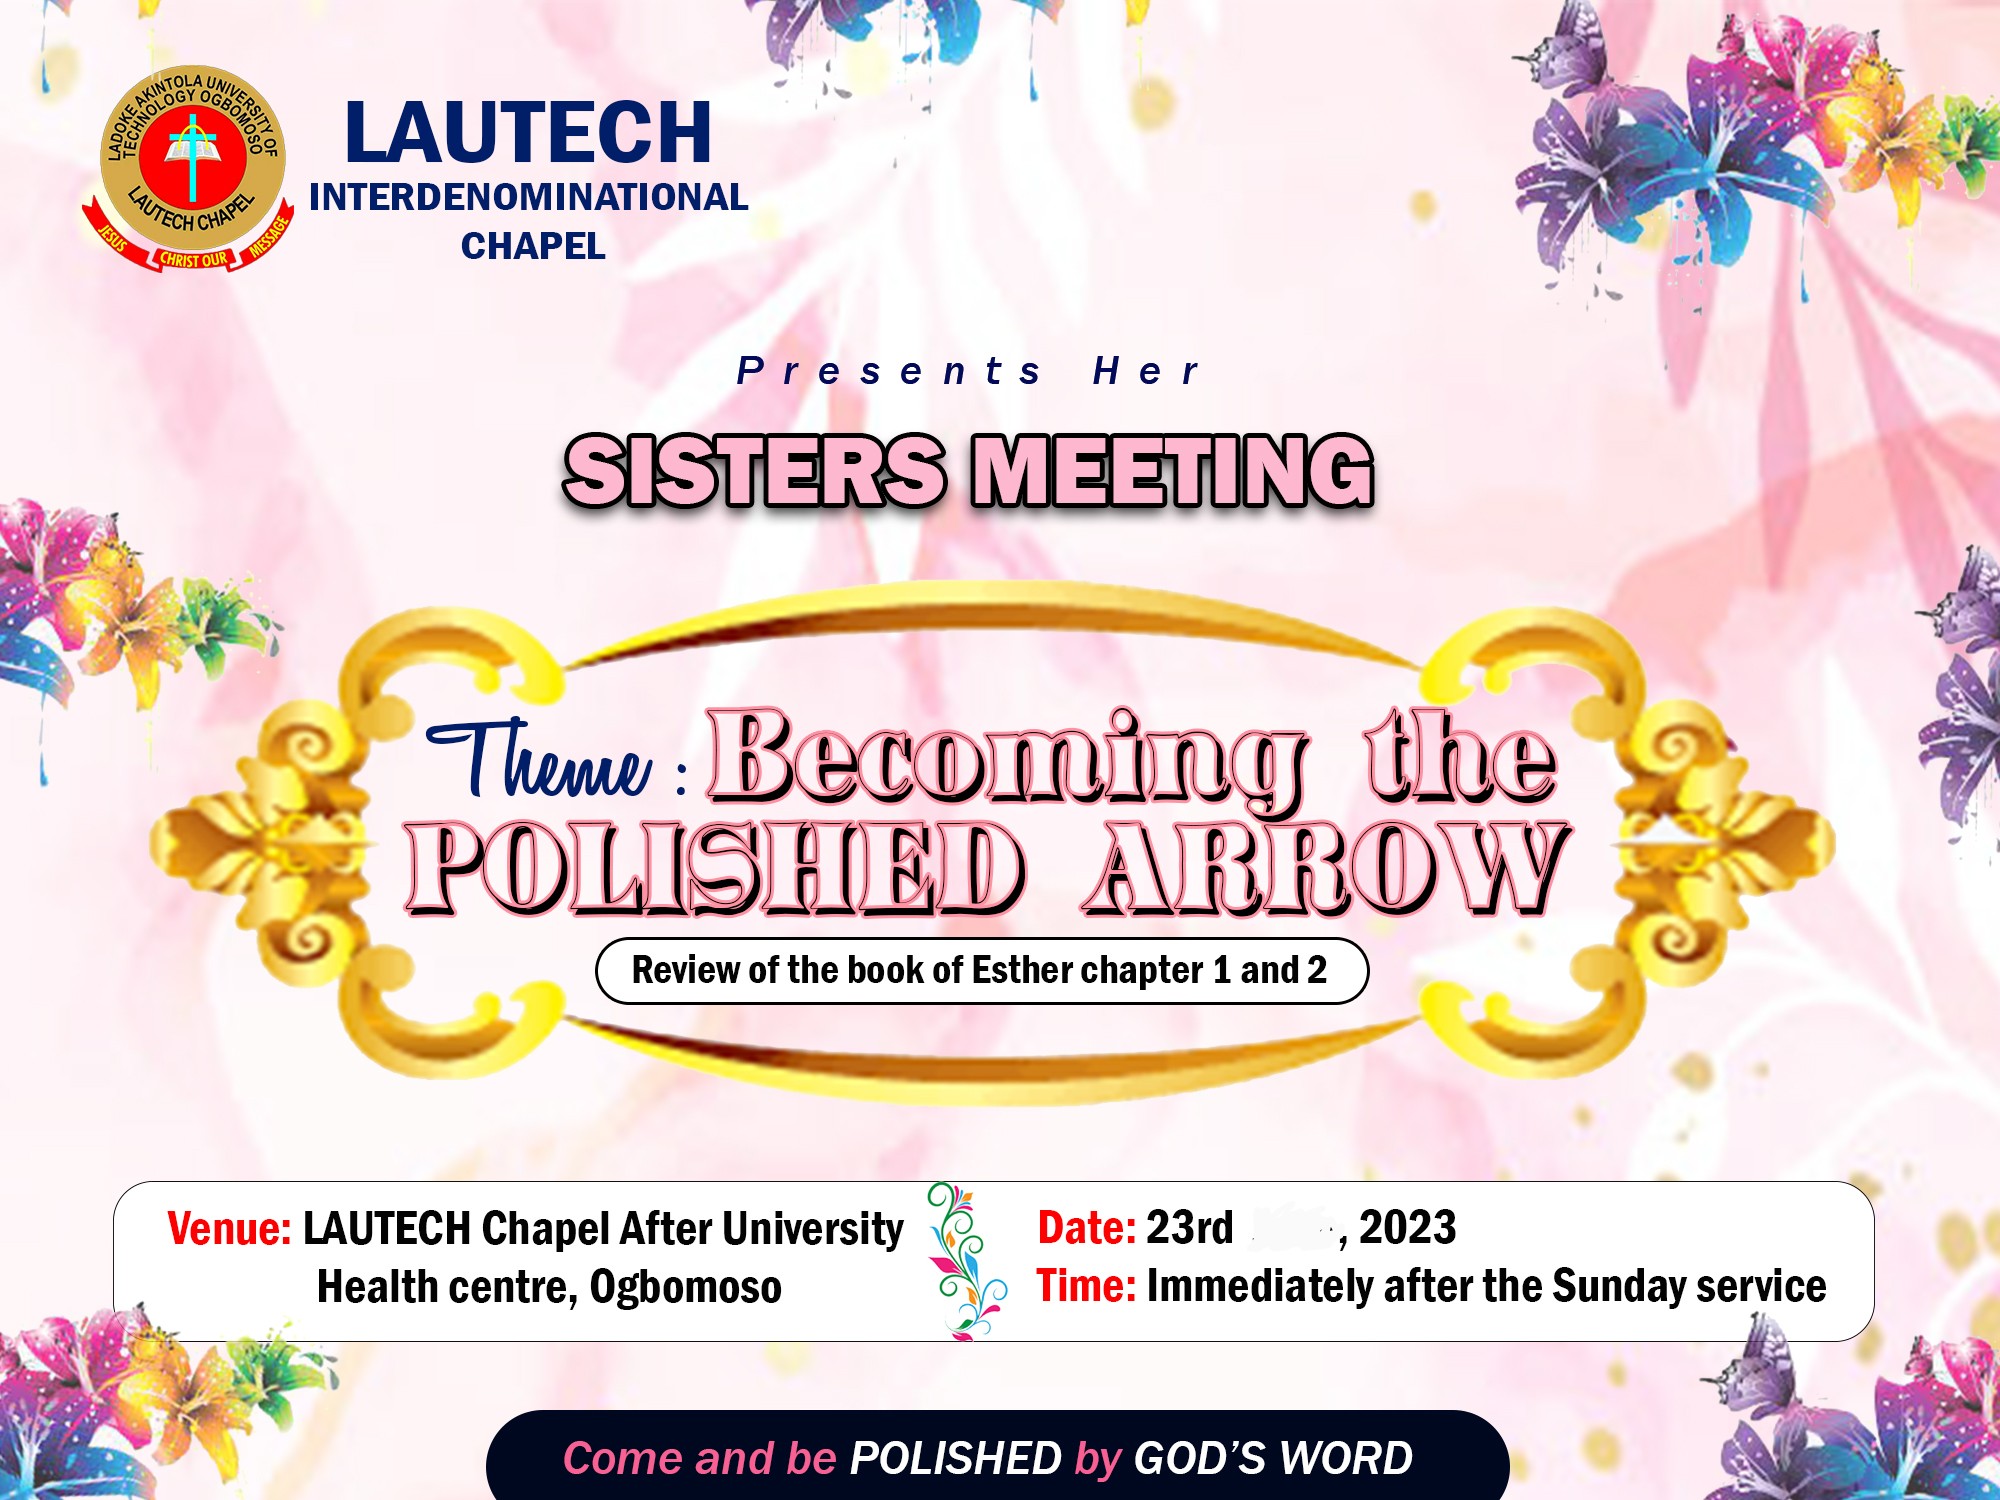 LADOKE AKINTOLA UNIVERSITY OF
TECHNOLOGY OGBOMOSO
LAUTECH CHAPEL
JESUS CHRIST OUR MESSAGE
LAUTECH
INTERDENOMINATIONAL
CHAPEL
Presents Her
SISTERS MEETING
Theme : Becoming the
POLISHED ARROW
Review of the book of Esther chapter 1 and 2
Venue: LAUTECH Chapel After University
Health centre, Ogbomoso
Date: 23rd , 2023
Time: Immediately after the Sunday service
Come and be POLISHED by GOD'S WORD